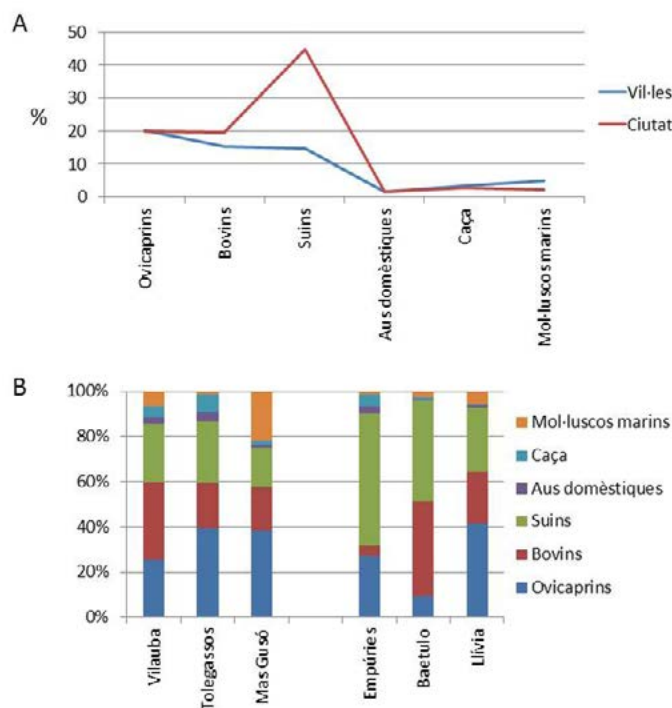 A
50
40
30
20
10
0
%
Ovicaprins
Bovins
Suins
Aus domèstiques
Caça
Mol·luscos marins
Vil·les
Ciutat
B
100%
80%
60%
40%
20%
0%
Vilauba
Tolegassos
Mas Gusó
Empúries
Baetulo
Llívia
Mol·luscos marins
Caça
Aus domèstiques
Suins
Bovins
Ovicaprins